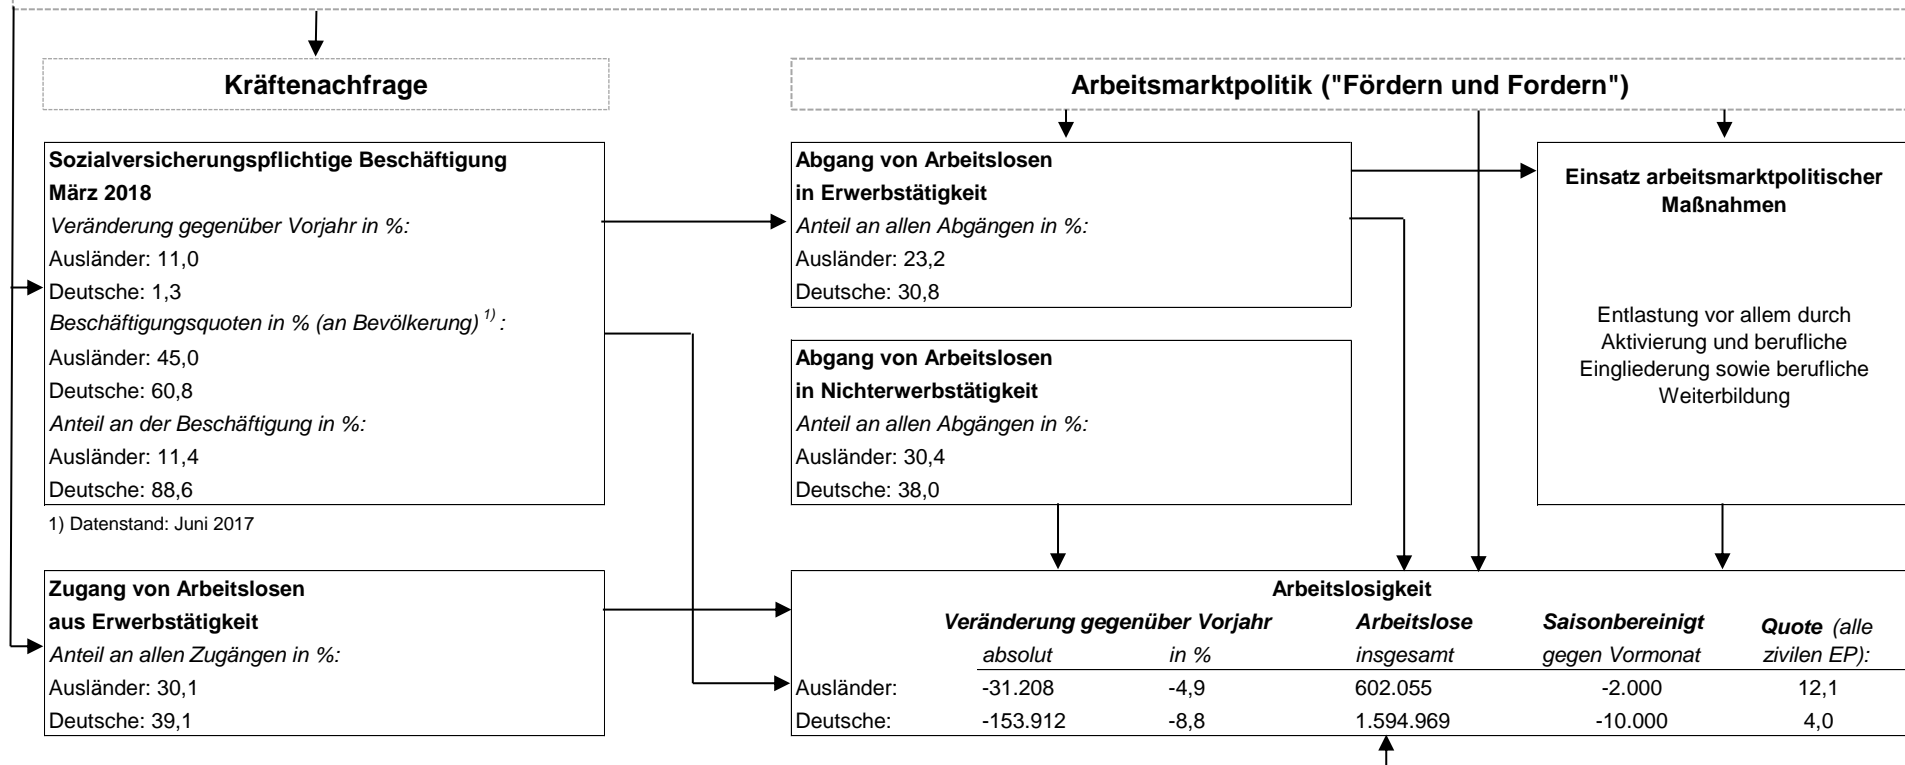 Kräftenachfrage
Arbeitsmarktpolitik ("Fördern und Fordern")
Sozialversicherungspflichtige Beschäftigung
März 2018
Veränderung gegenüber Vorjahr in %:
Ausländer: 11,0
Deutsche: 1,3
Beschäftigungsquoten in % (an Bevölkerung) 1) :
Ausländer: 45,0
Deutsche: 60,8
Anteil an der Beschäftigung in %:
Ausländer: 11,4
Deutsche: 88,6
1) Datenstand: Juni 2017
Abgang von Arbeitslosen
in Erwerbstätigkeit
Anteil an allen Abgängen in %:
Ausländer: 23,2
Deutsche: 30,8
Abgang von Arbeitslosen
in Nichterwerbstätigkeit
Anteil an allen Abgängen in %:
Ausländer: 30,4
Deutsche: 38,0
Einsatz arbeitsmarktpolitischer
Maßnahmen
Entlastung vor allem durch
Aktivierung und berufliche
Eingliederung sowie berufliche
Weiterbildung
Zugang von Arbeitslosen
aus Erwerbstätigkeit
Anteil an allen Zugängen in %:
Ausländer: 30,1
Deutsche: 39,1
Arbeitslosigkeit
Veränderung gegenüber Vorjahr Arbeitslose Saisonbereinigt Quote (alle
absolut in % insgesamt gegen Vormonat zivilen EP):
Ausländer: -31.208 -4,9 602.055 -2.000 12,1
Deutsche: -153.912 -8,8 1.594.969 -10.000 4,0